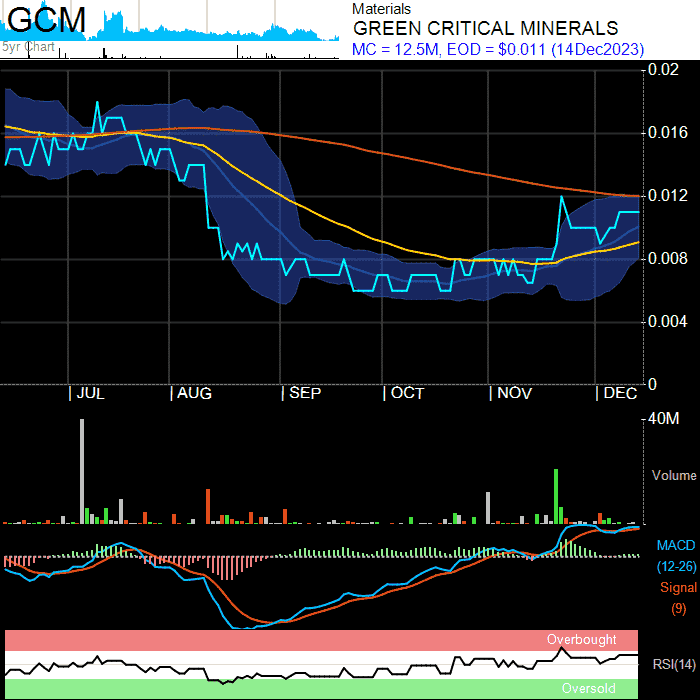 GCM
5yr Chart
Materials
GREEN CRITICAL MINERALS
MC = 12.5M, EOD = $0.011 (14Dec2023)
0.02
0.016
0.012
0.008
0.004
0
JUL AUG SEP OCT NOV DEC
40M
Volume
MACD
(12-26)
Signal
(9)
Overbought
RSI(14)
Oversold